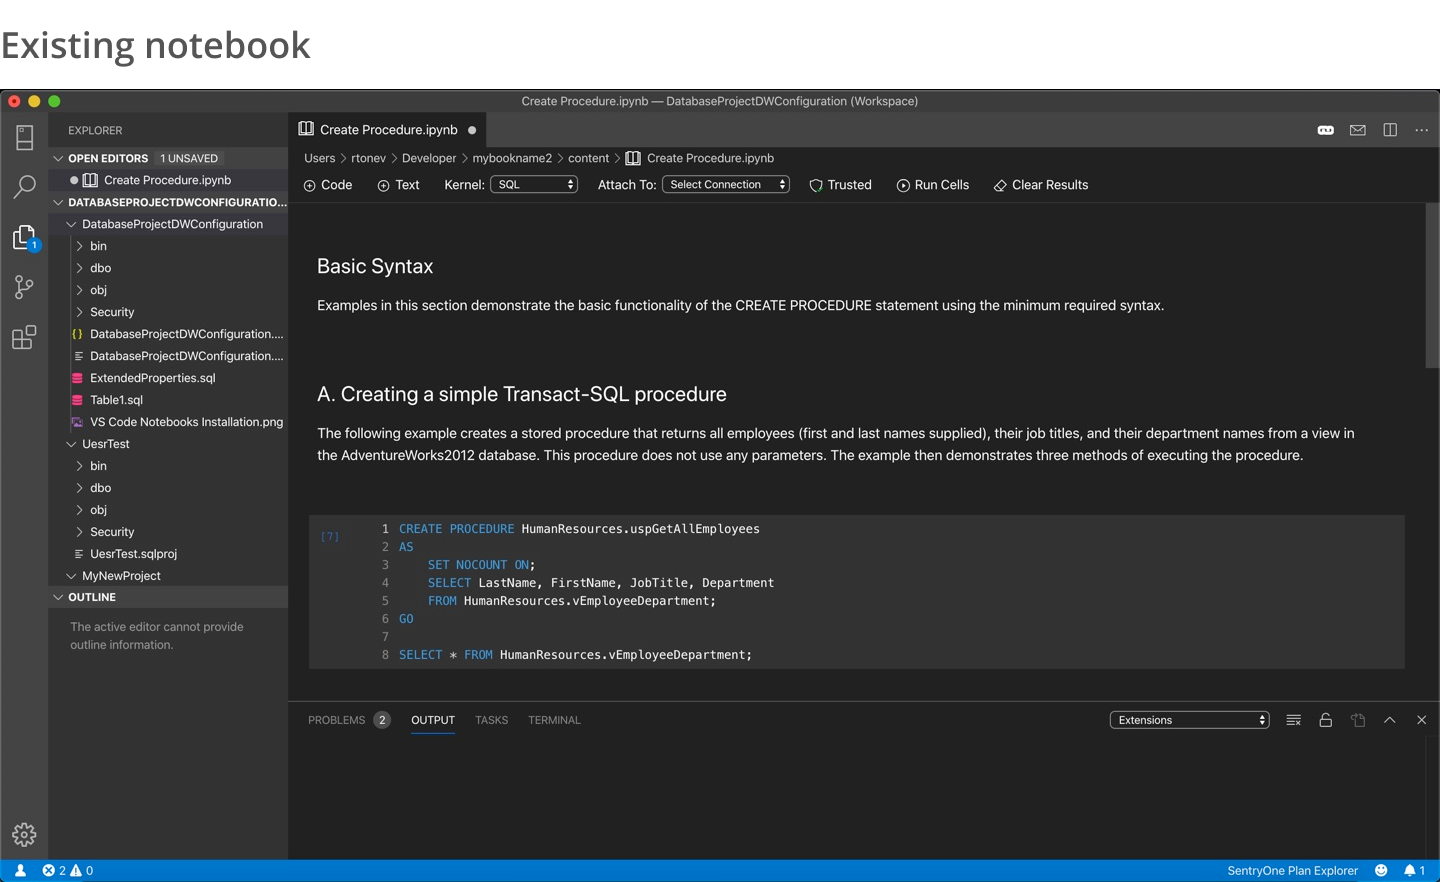 Existing notebook
Create Procedure.ipynb — DatabaseProjectDWConfiguration (Workspace)
EXPLORER
OPEN EDITORS 1 UNSAVED
Create Procedure.ipynb
DATABASEPROJECTDWCONFIGURATIO...
DatabaseProjectDWConfiguration
bin
dbo
obj
Security
{} DatabaseProjectDWConfiguration....
DatabaseProjectDWConfiguration....
ExtendedProperties.sql
Table1.sql
VS Code Notebooks Installation.png
UesrTest
bin
dbo
obj
Security
UesrTest.sqlproj
MyNewProject
OUTLINE
The active editor cannot provide
outline information.
1
Create Procedure.ipynb
Users > rtonev > Developer > mybookname2 > content > Create Procedure.ipynb
Code Text Kernel: SQL Attach To: Select Connection Trusted Run Cells Clear Results
Basic Syntax
Examples in this section demonstrate the basic functionality of the CREATE PROCEDURE statement using the minimum required syntax.
A. Creating a simple Transact-SQL procedure
The following example creates a stored procedure that returns all employees (first and last names supplied), their job titles, and their department names from a view in
the AdventureWorks2012 database. This procedure does not use any parameters. The example then demonstrates three methods of executing the procedure.
[7]
1 CREATE PROCEDURE HumanResources.uspGetAllEmployees
2 AS
3 SET NOCOUNT ON;
4 SELECT LastName, FirstName, JobTitle, Department
5 FROM HumanResources.vEmployeeDepartment;
6 GO
7
8 SELECT * FROM HumanResources.vEmployeeDepartment;
PROBLEMS 2 OUTPUT TASKS TERMINAL Extensions
2 0 SentryOne Plan Explorer 1